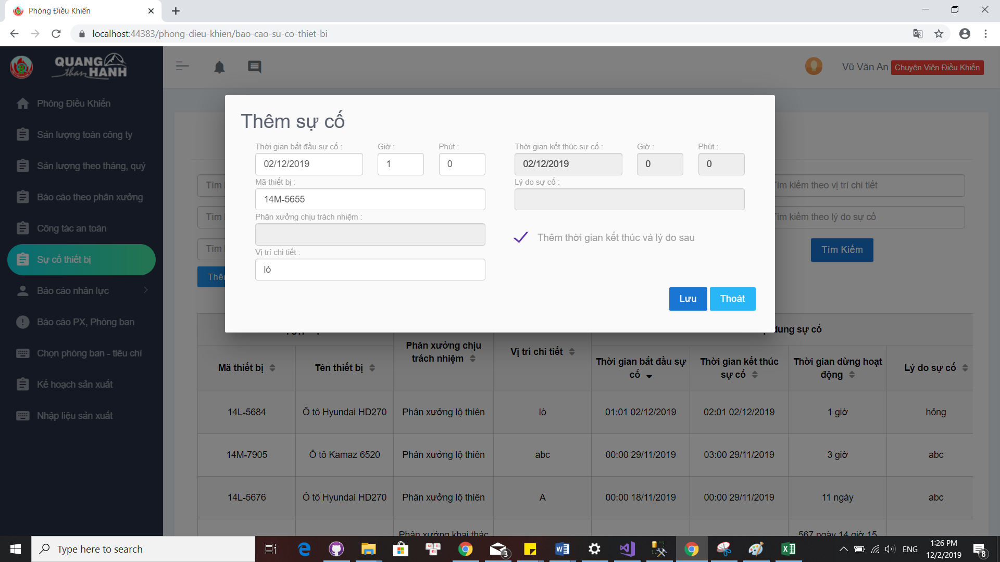 Phòng Điều Khiển
localhost:44383/phong-dieu-khien/bao-cao-su-co-thiet-bi
QUANG
than HANH
Vũ Văn An Chuyên Viên Điều Khiển
Phòng Điều Khiển
Sản lượng toàn công ty
Sản lượng theo tháng, quý
Báo cáo theo phân xưởng
Công tác an toàn
Sự cố thiết bị
Báo cáo nhân lực
Báo cáo PX, Phòng ban
Chọn phòng ban - tiêu chí
Kế hoạch sản xuất
Nhập liệu sản xuất
Thêm sự cố
Thời gian bắt đầu sự cố : Giờ : Phút : Thời gian kết thúc sự cố : Giờ : Phút :
02/12/2019 1 0 02/12/2019 0 0
Mã thiết bị : Lý do sự cố :
14M-5655
Phân xưởng chịu trách nhiệm :
Thêm thời gian kết thúc và lý do sau
Vị trí chi tiết :
lò
Lưu Thoát
Tìm kiếm theo vị trí chi tiết
Tìm kiếm theo lý do sự cố
Tìm Kiếm
dung sự cố
Mã thiết bị Tên thiết bị Phân xưởng chịu trách nhiệm Vị trí chi tiết Thời gian bắt đầu sự cố Thời gian kết thúc sự cố Thời gian dừng hoạt động Lý do sự cố
14L-5684 Ô tô Hyundai HD270 Phân xưởng lộ thiên lò 01:01 02/12/2019 02:01 02/12/2019 1 giờ hỏng
14M-7905 Ô tô Kamaz 6520 Phân xưởng lộ thiên abc 00:00 29/11/2019 03:00 29/11/2019 3 giờ abc
14L-5676 Ô tô Hyundai HD270 Phân xưởng lộ thiên A 00:00 18/11/2019 00:00 29/11/2019 11 ngày abc
Phân xưởng khai thác 567 ngày 14 giờ 15
Type here to search
3
ENG
1:26 PM
12/2/2019
8